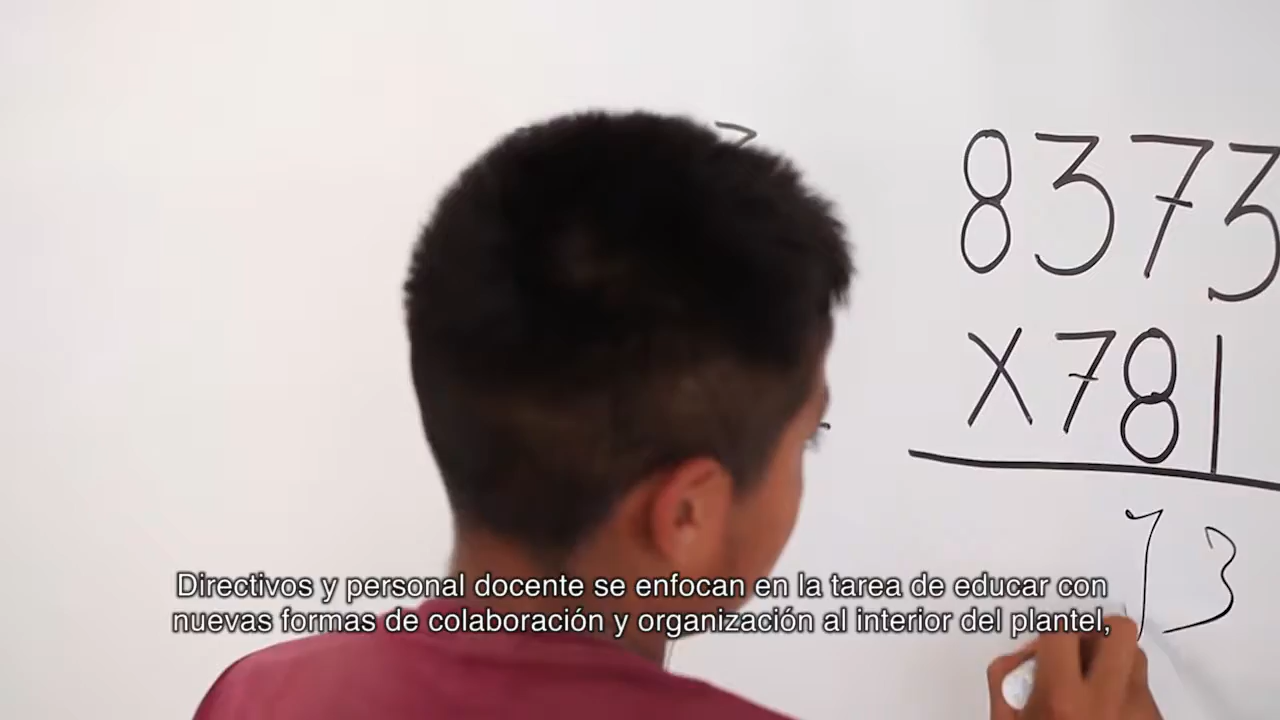 8373
X781
73
Directivos y personal docente se enfocan en la tarea de educar con
nuevas formas de colaboración y organización al interior del plantel,